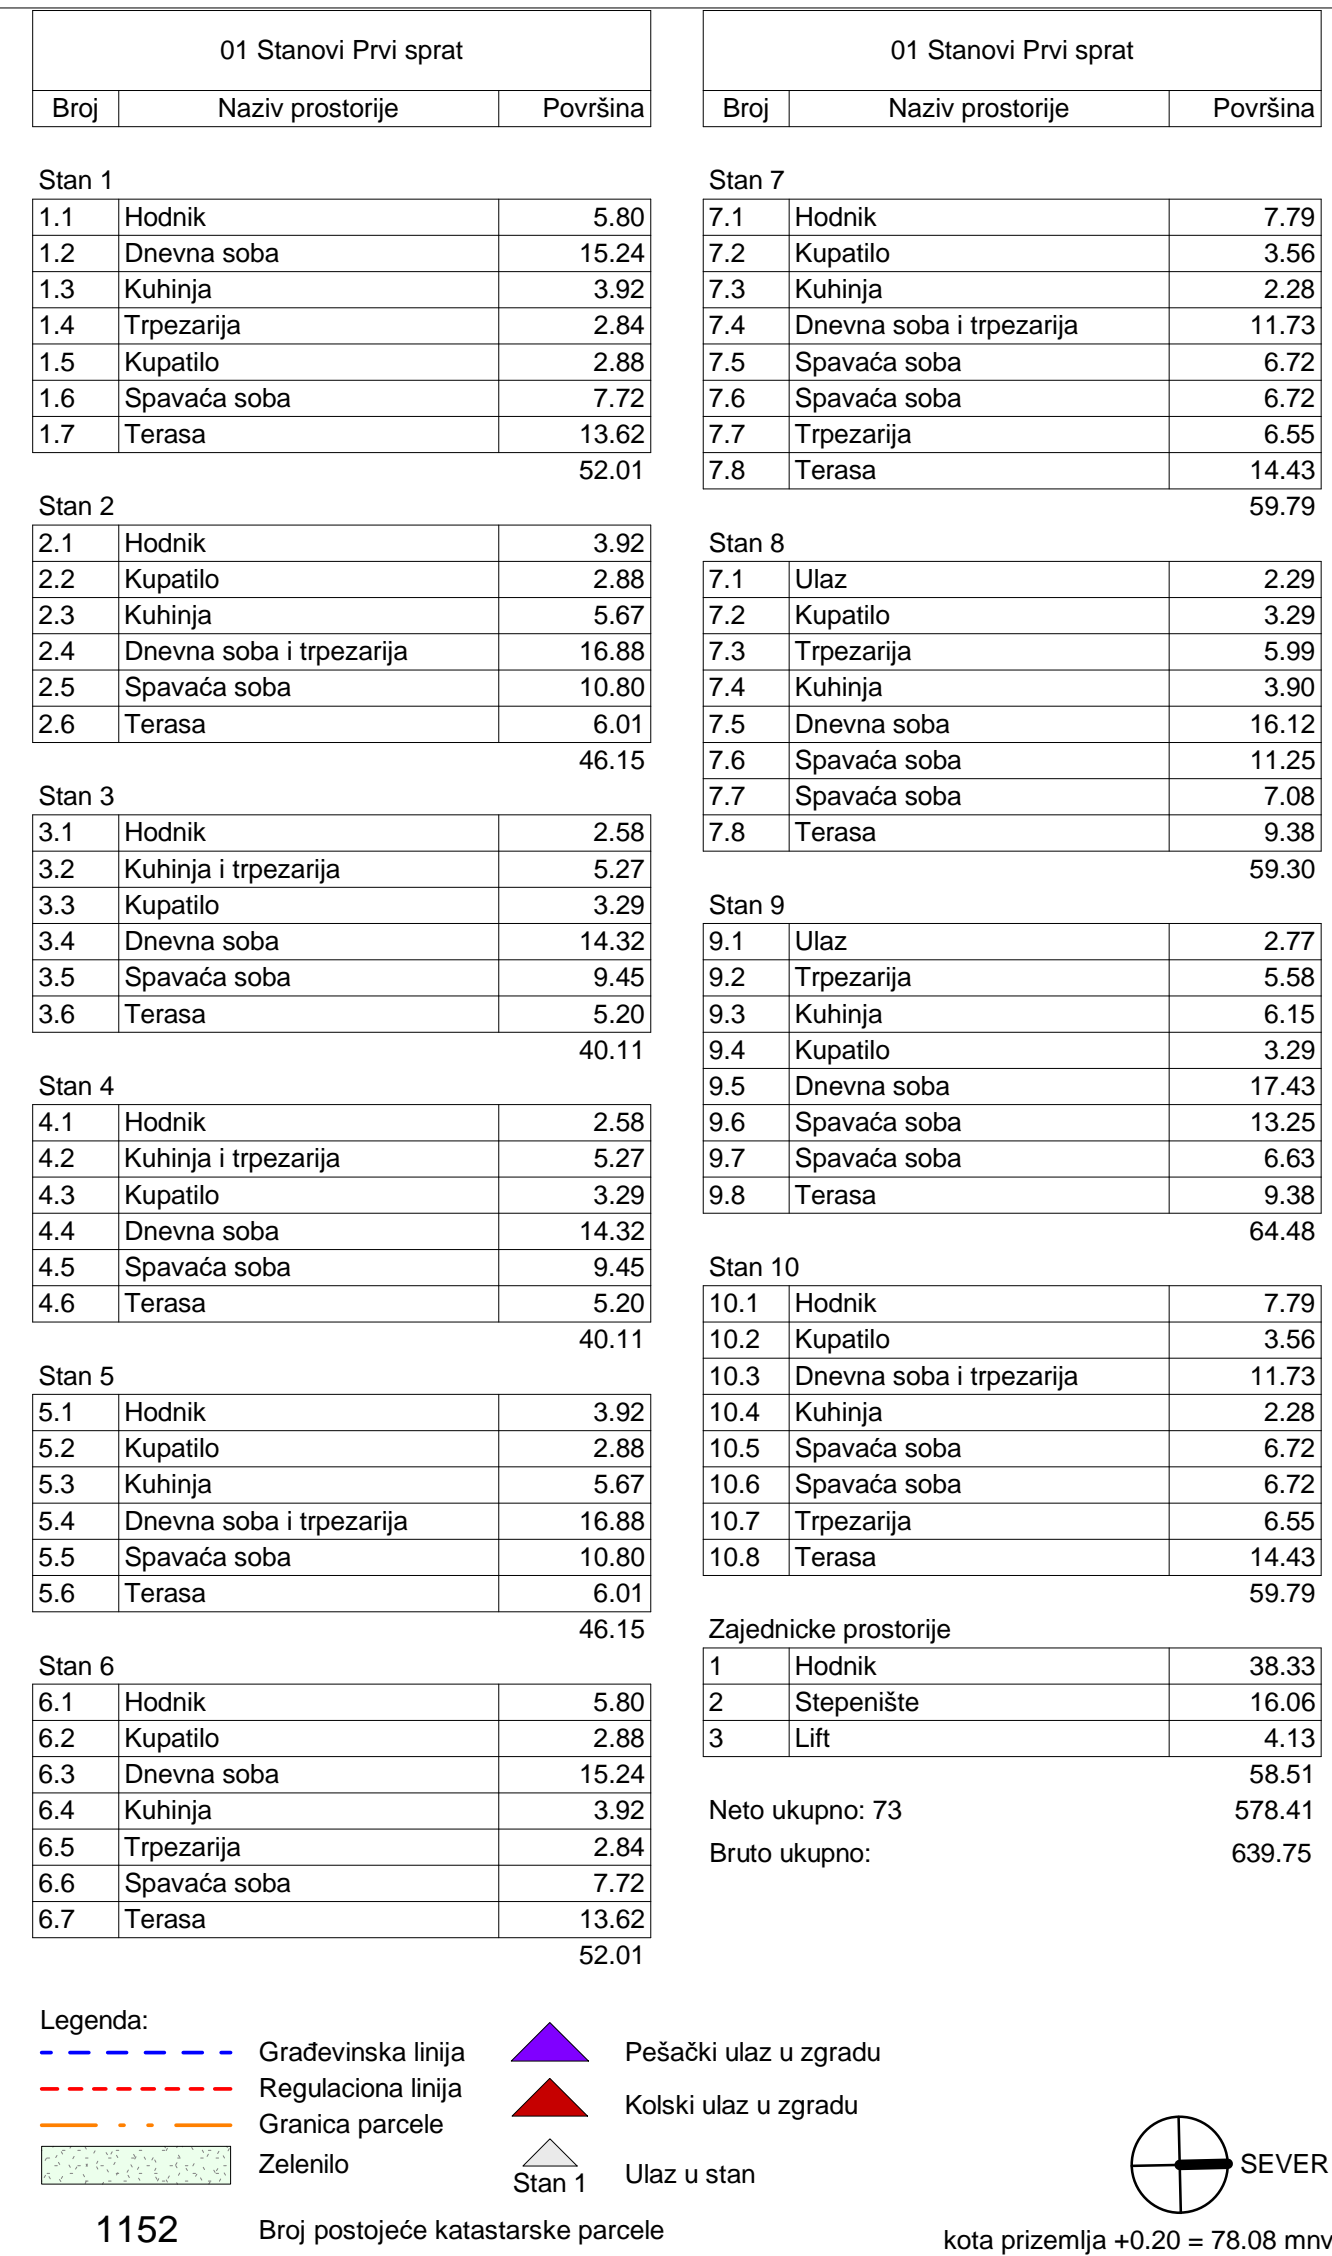 01 Stanovi Prvi sprat
Broj Naziv prostorije Površina
Stan 1
1.1 Hodnik 5.80
1.2 Dnevna soba 15.24
1.3 Kuhinja 3.92
1.4 Trpezarija 2.84
1.5 Kupatilo 2.88
1.6 Spavaća soba 7.72
1.7 Terasa 13.62
52.01
Stan 2
2.1 Hodnik 3.92
2.2 Kupatilo 2.88
2.3 Kuhinja 5.67
2.4 Dnevna soba i trpezarija 16.88
2.5 Spavaća soba 10.80
2.6 Terasa 6.01
46.15
Stan 3
3.1 Hodnik 2.58
3.2 Kuhinja i trpezarija 5.27
3.3 Kupatilo 3.29
3.4 Dnevna soba 14.32
3.5 Spavaća soba 9.45
3.6 Terasa 5.20
40.11
Stan 4
4.1 Hodnik 2.58
4.2 Kuhinja i trpezarija 5.27
4.3 Kupatilo 3.29
4.4 Dnevna soba 14.32
4.5 Spavaća soba 9.45
4.6 Terasa 5.20
40.11
Stan 5
5.1 Hodnik 3.92
5.2 Kupatilo 2.88
5.3 Kuhinja 5.67
5.4 Dnevna soba i trpezarija 16.88
5.5 Spavaća soba 10.80
5.6 Terasa 6.01
46.15
Stan 6
6.1 Hodnik 5.80
6.2 Kupatilo 2.88
6.3 Dnevna soba 15.24
6.4 Kuhinja 3.92
6.5 Trpezarija 2.84
6.6 Spavaća soba 7.72
6.7 Terasa 13.62
52.01
01 Stanovi Prvi sprat
Broj Naziv prostorije Površina
Stan 7
7.1 Hodnik 7.79
7.2 Kupatilo 3.56
7.3 Kuhinja 2.28
7.4 Dnevna soba i trpezarija 11.73
7.5 Spavaća soba 6.72
7.6 Spavaća soba 6.72
7.7 Trpezarija 6.55
7.8 Terasa 14.43
59.79
Stan 8
7.1 Ulaz 2.29
7.2 Kupatilo 3.29
7.3 Trpezarija 5.99
7.4 Kuhinja 3.90
7.5 Dnevna soba 16.12
7.6 Spavaća soba 11.25
7.7 Spavaća soba 7.08
7.8 Terasa 9.38
59.30
Stan 9
9.1 Ulaz 2.77
9.2 Trpezarija 5.58
9.3 Kuhinja 6.15
9.4 Kupatilo 3.29
9.5 Dnevna soba 17.43
9.6 Spavaća soba 13.25
9.7 Spavaća soba 6.63
9.8 Terasa 9.38
64.48
Stan 10
10.1 Hodnik 7.79
10.2 Kupatilo 3.56
10.3 Dnevna soba i trpezarija 11.73
10.4 Kuhinja 2.28
10.5 Spavaća soba 6.72
10.6 Spavaća soba 6.72
10.7 Trpezarija 6.55
10.8 Terasa 14.43
59.79
Zajednicke prostorije
1 Hodnik 38.33
2 Stepenište 16.06
3 Lift 4.13
58.51
Neto ukupno: 73 578.41
Bruto ukupno: 639.75
Legenda:
Građevinska linija
Regulaciona linija
Granica parcele
Zelenilo
1152 Broj postojeće katastarske parcele
Pešački ulaz u zgradu
Kolski ulaz u zgradu
Stan 1 Ulaz u stan
SEVER
kota prizemlja +0.20 = 78.08 mnv